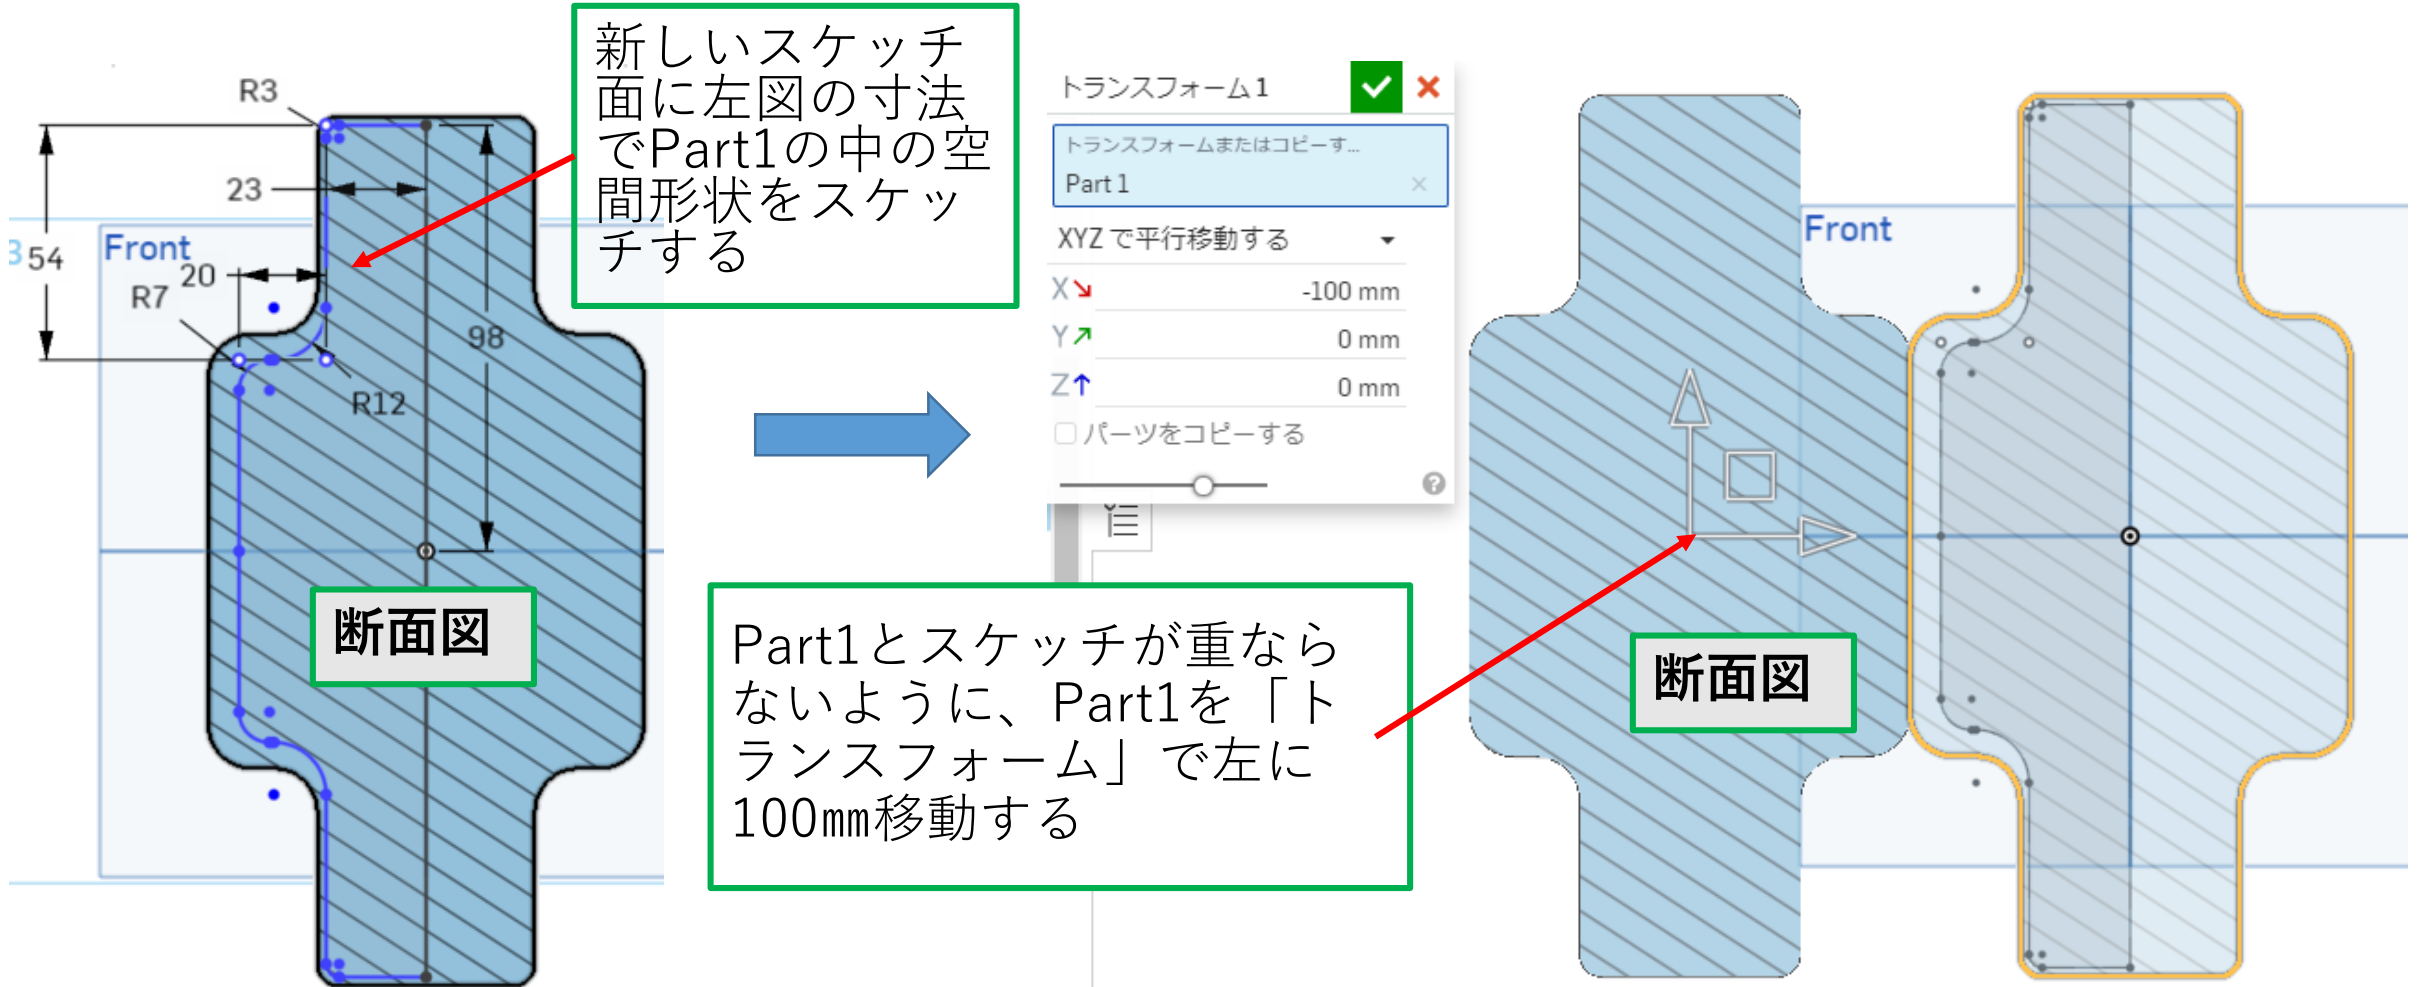 新しいスケッチ
面に左図の寸法
でPart1の中の空
間形状をスケッ
チする
R3
23
3
54
Front
20
R7
98
R12
断面図
トランスフォーム 1
トランスフォームまたはコピーす...
Part 1
XYZ で平行移動する
X
-100 mm
Y
0 mm
Z
0 mm
パーツをコピーする
Part1とスケッチが重なら
ないように、Part1を「ト
ランスフォーム」で左に
100㎜移動する
Front
断面図